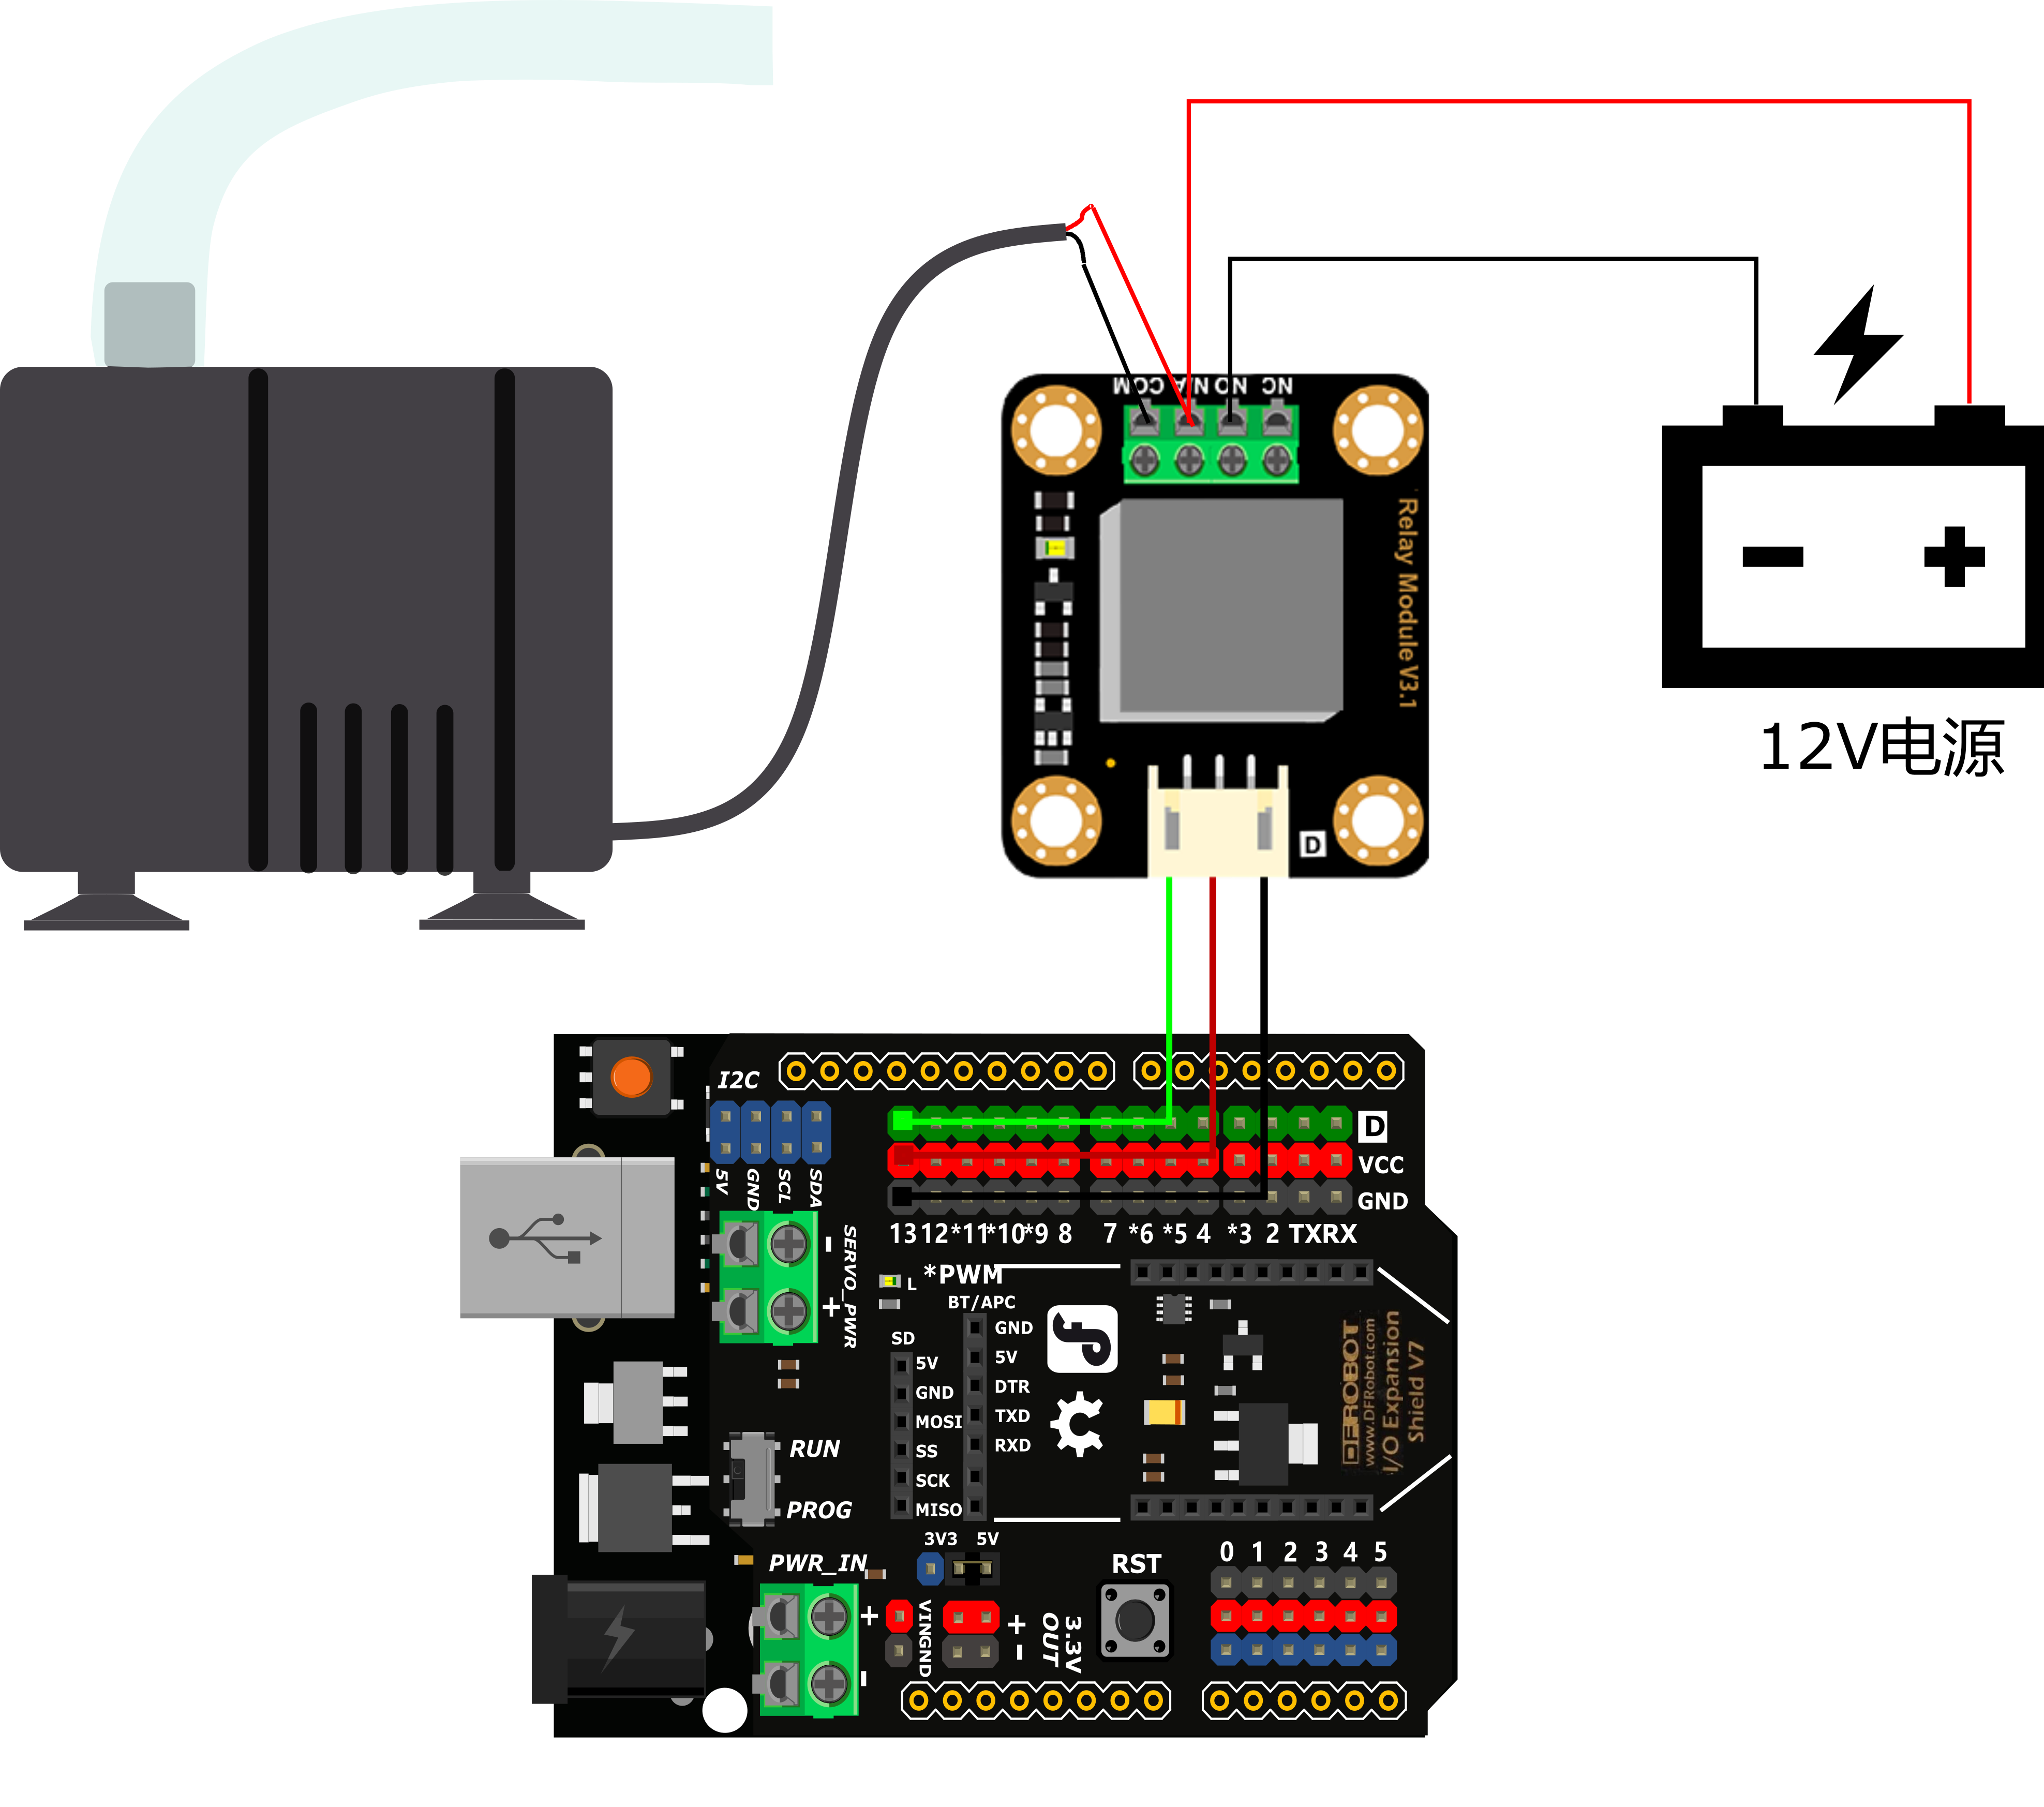 COM N/A NO NC
Relay Module V3.1
D
12V电源
I2C
5V GND SCL SDA
D
VCC
GND
13 12 *11 *10 *9 8 7 *6 *5 4 *3 2 TX RX
SERVO_PWR
-
+
L *PWM
BT/APC
GND
5V
DTR
TXD
RXD
SD
5V
GND
MOSI
SS
SCK
MISO
DFROBOT
www.DFRobot.com
I/O Expansion
Shield V7
RUN
PROG
3V3 5V
PWR_IN
+
-
VIN GND
+
-
3.3V
OUT
RST
0 1 2 3 4 5